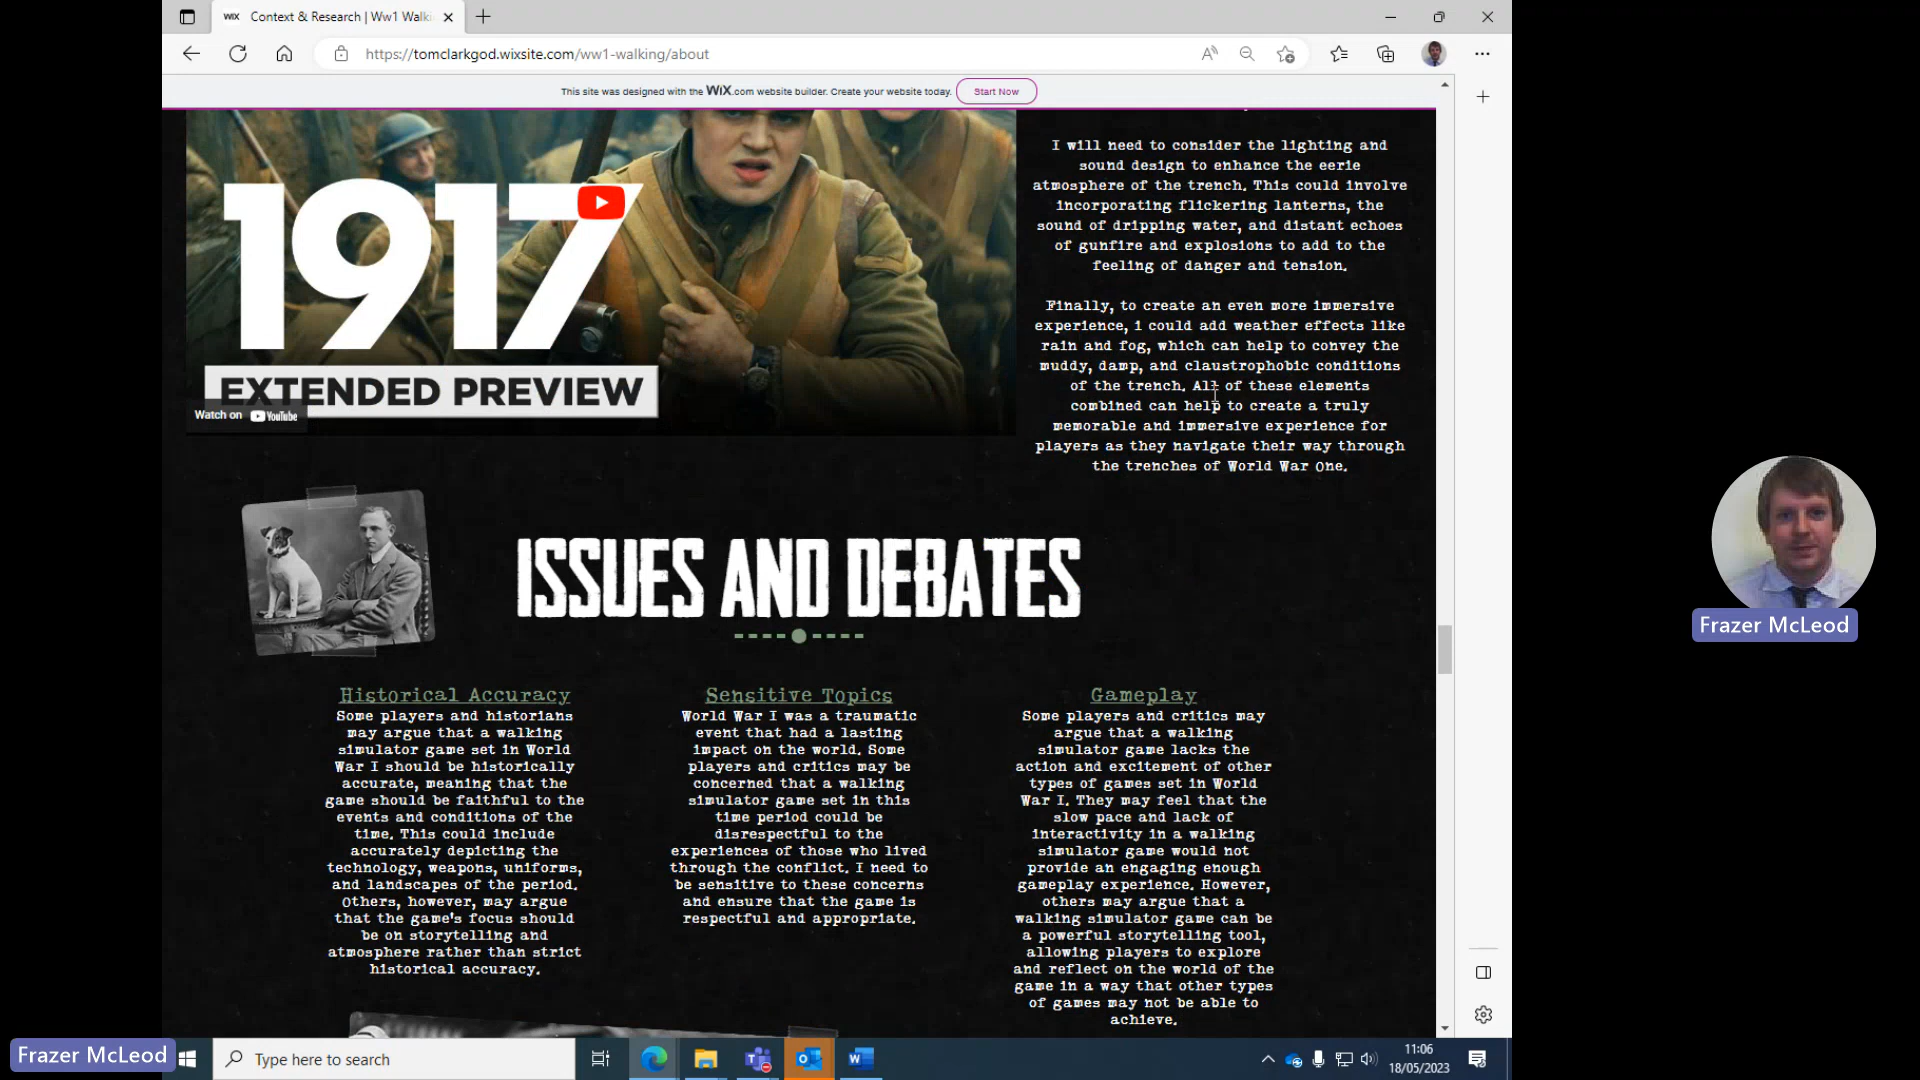 WiX Context & Research | Ww1 Walki
https://tomclarkgod.wixsite.com/ww1-walking/about
This site was designed with the WiX.com website builder. Create your website today. Start Now
1917
EXTENDED PREVIEW
Watch on YouTube
I will need to consider the lighting and
sound design to enhance the eerie
atmosphere of the trench. This could involve
incorporating flickering lanterns, the
sound of dripping water, and distant echoes
of gunfire and explosions to add to the
feeling of danger and tension.
Finally, to create an even more immersive
experience, i could add weather effects like
rain and fog, which can help to convey the
muddy, damp, and claustrophobic conditions
of the trench. All of these elements
combined can help to create a truly
memorable and immersive experience for
players as they navigate their way through
the trenches of World War One.
ISSUES AND DEBATES
Historical Accuracy
Some players and historians
may argue that a walking
simulator game set in World
War I should be historically
accurate, meaning that the
game should be faithful to the
events and conditions of the
time. This could include
accurately depicting the
technology, weapons, uniforms,
and landscapes of the period.
Others, however, may argue
that the game's focus should
be on storytelling and
atmosphere rather than strict
historical accuracy.
Sensitive Topics
World War I was a traumatic
event that had a lasting
impact on the world. Some
players and critics may be
concerned that a walking
simulator game set in this
time period could be
disrespectful to the
experiences of those who lived
through the conflict. I need to
be sensitive to these concerns
and ensure that the game is
respectful and appropriate.
Gameplay
Some players and critics may
argue that a walking
simulator game lacks the
action and excitement of other
types of games set in World
War I. They may feel that the
slow pace and lack of
interactivity in a walking
simulator game would not
provide an engaging enough
gameplay experience. However,
others may argue that a
walking simulator game can be
a powerful storytelling tool,
allowing players to explore
and reflect on the world of the
game in a way that other types
of games may not be able to
achieve.
Frazer McLeod
Frazer McLeod
Type here to search
11:06
18/05/2023